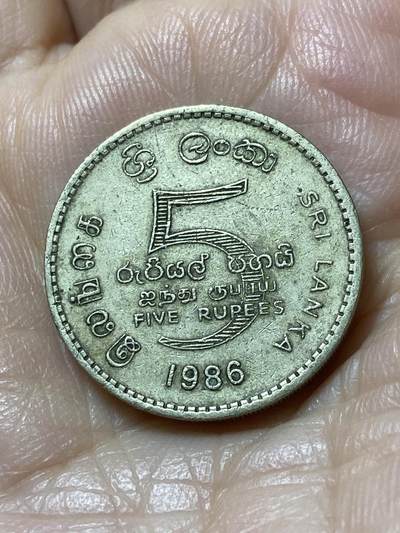 ශ්‍රී ලංකා
இலங்கை
SRI LANKA
5
රුපියල් පහයි
ஐந்து ரூபாய்
FIVE RUPEES
1986